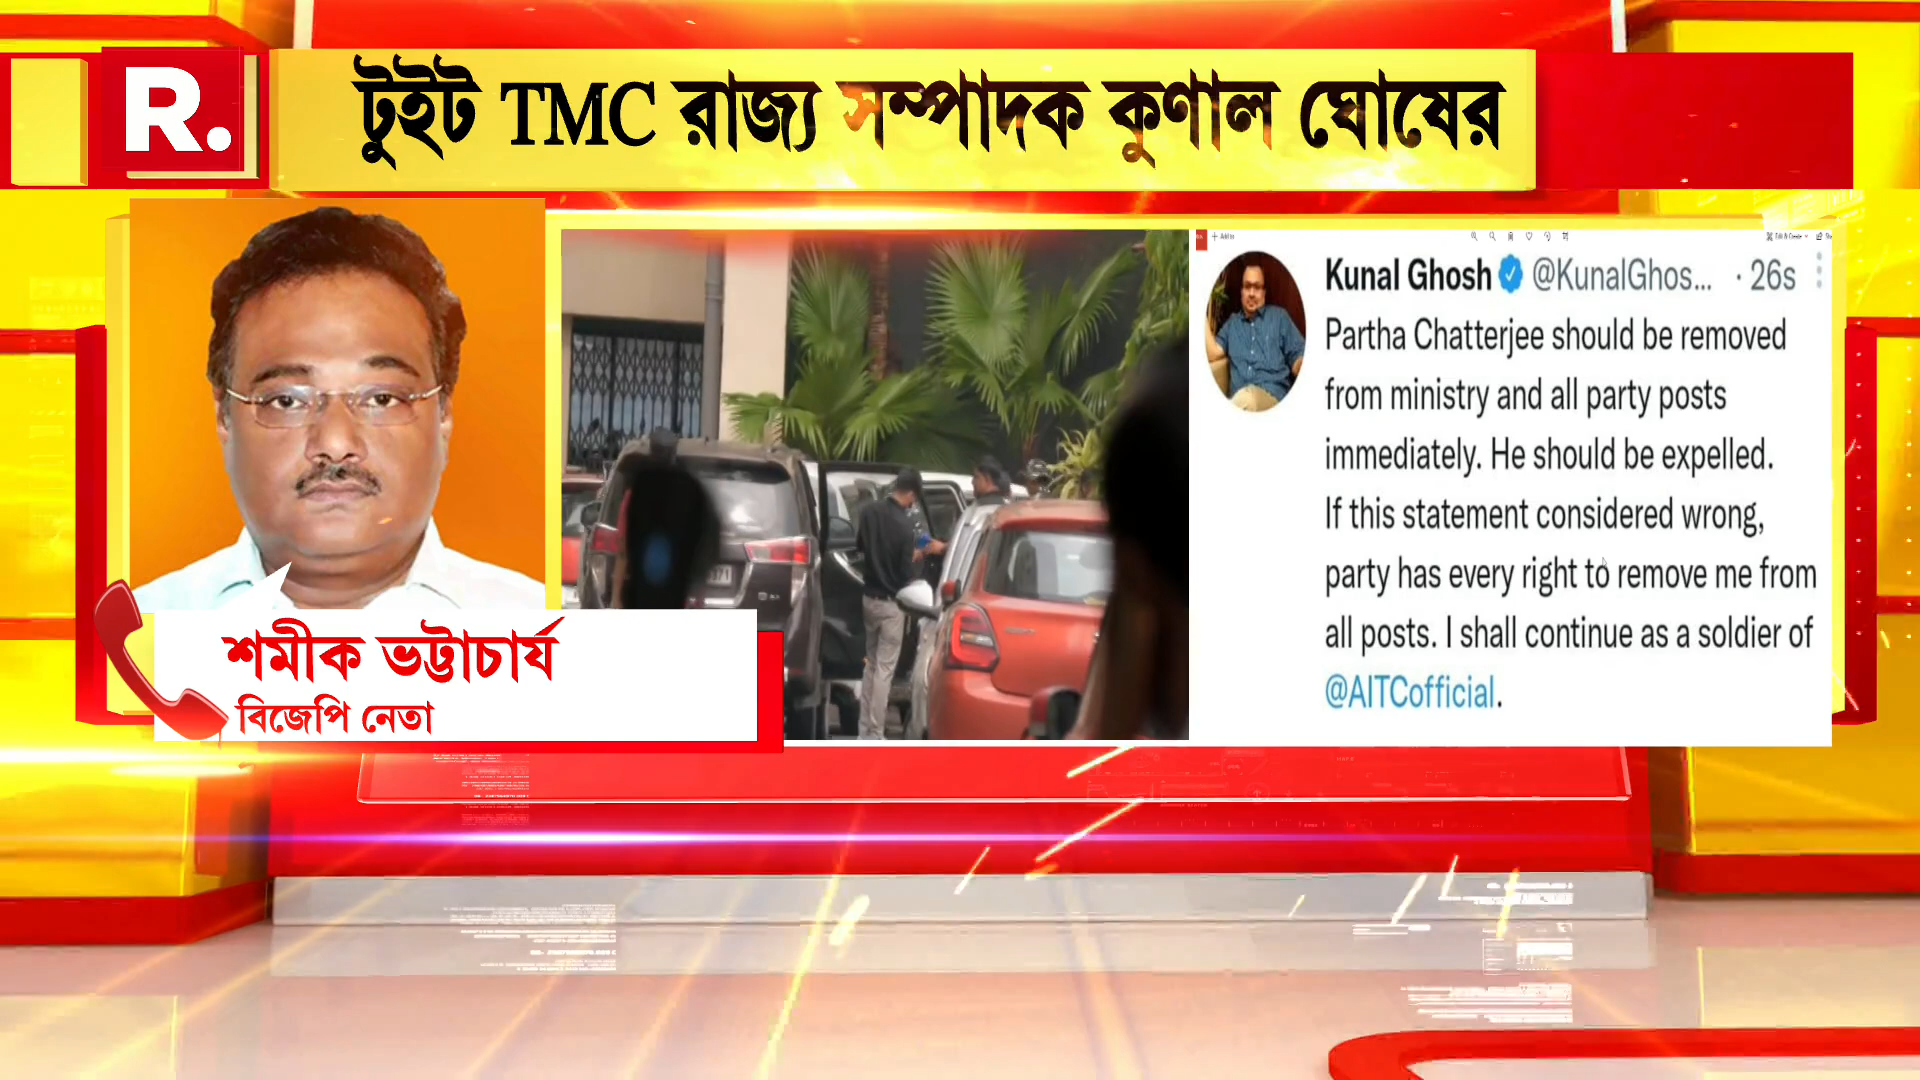 R.
টুইট TMC রাজ্য সম্পাদক কুণাল ঘোষের
শমীক ভট্টাচার্য
বিজেপি নেতা
Kunal Ghosh @KunalGhos... · 26s
Partha Chatterjee should be removed
from ministry and all party posts
immediately. He should be expelled.
If this statement considered wrong,
party has every right to remove me from
all posts. I shall continue as a soldier of
@AITCofficial.